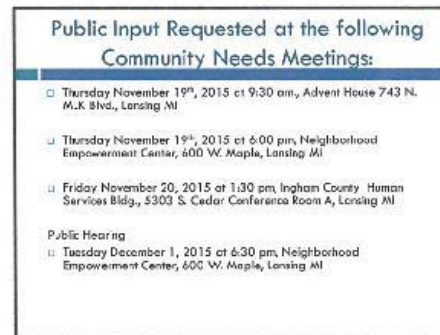 Public Input Requested at the following
Community Needs Meetings:
Thursday November 19th, 2015 at 9:30 am., Advent House 743 N.
M.L.K Blvd., Lansing MI
Thursday November 19th, 2015 at 6:00 pm, Neighborhood
Empowerment Center, 600 W. Maple, Lansing MI
Friday November 20, 2015 at 1:30 pm, Ingham County Human
Services Bldg., 5303 S. Cedar Conference Room A, Lansing MI
Public Hearing
Tuesday December 1, 2015 at 6:30 pm, Neighborhood
Empowerment Center, 600 W. Maple, Lansing MI